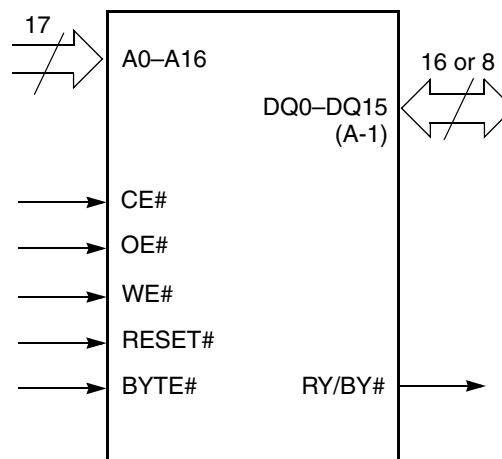 17
A0–A16
16 or 8
DQ0–DQ15
(A-1)
CE#
OE#
WE#
RESET#
BYTE#
RY/BY#